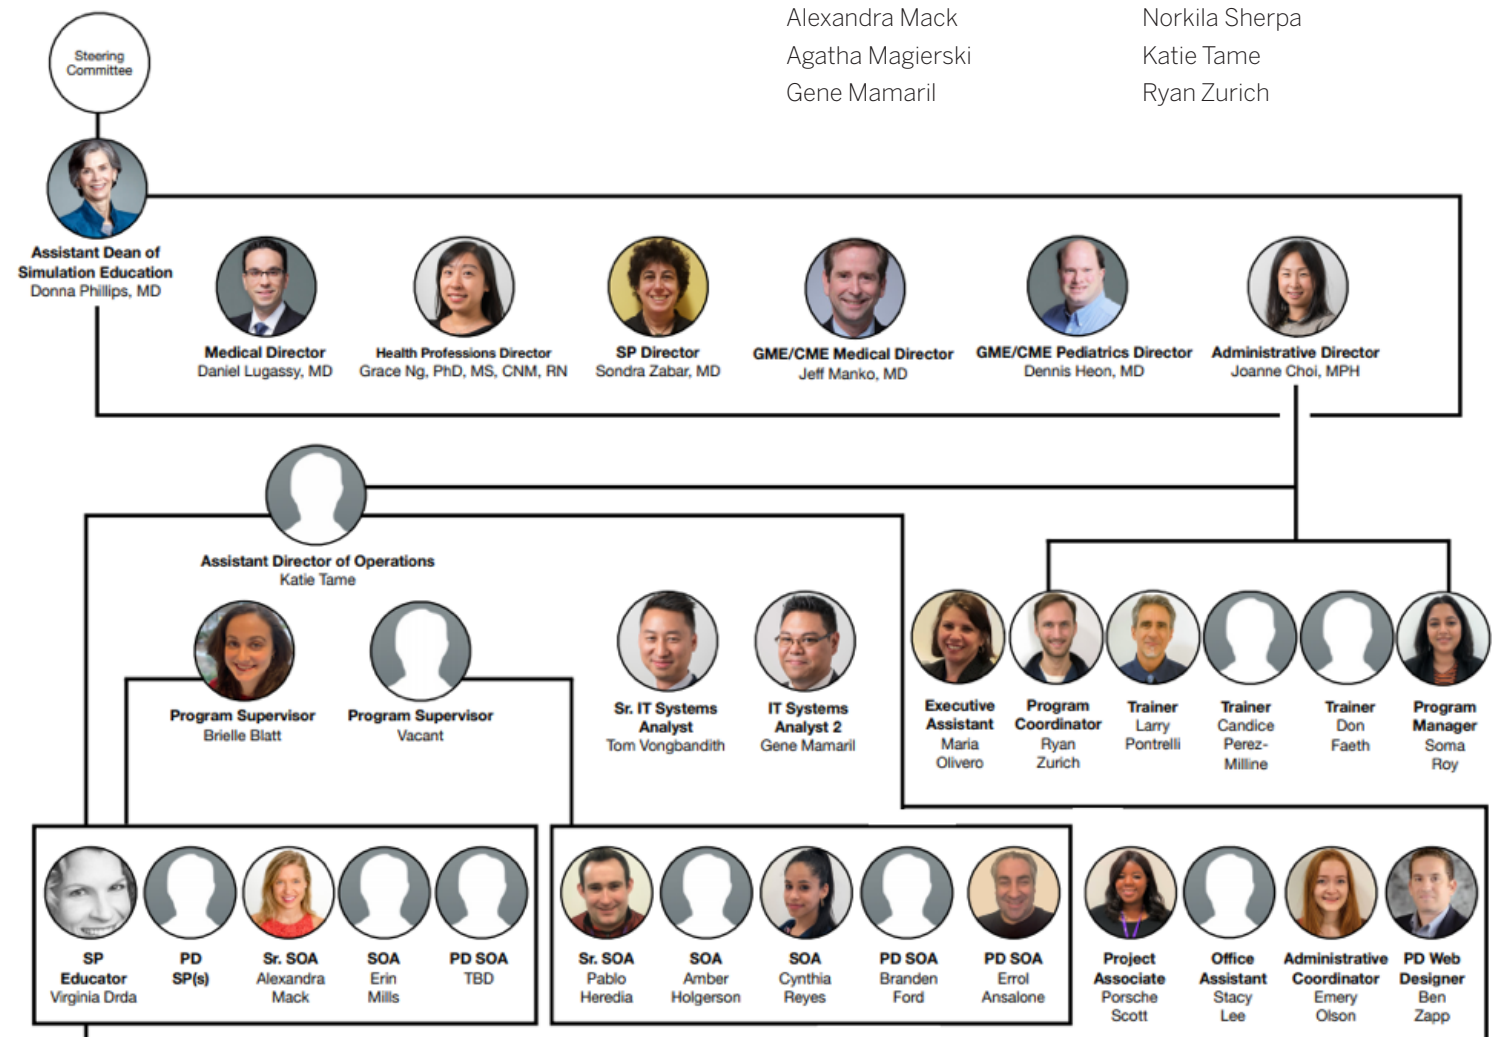 Alexandra Mack
Agatha Magierski
Gene Mamaril
Norkila Sherpa
Katie Tame
Ryan Zurich
Steering
Committee
Assistant Dean of
Simulation Education
Donna Phillips, MD
Medical Director
Daniel Lugassy, MD
Health Professions Director
Grace Ng, PhD, MS, CNM, RN
SP Director
Sondra Zabar, MD
GME/CME Medical Director
Jeff Manko, MD
GME/CME Pediatrics Director
Dennis Heon, MD
Administrative Director
Joanne Choi, MPH
Assistant Director of Operations
Katie Tame
Program Supervisor
Brielle Blatt
Program Supervisor
Vacant
Sr. IT Systems
Analyst
Tom Vongbandith
IT Systems
Analyst 2
Gene Mamaril
Executive
Assistant
Maria
Olivero
Program
Coordinator
Ryan
Zurich
Trainer
Larry
Pontrelli
Trainer
Candice
Perez-
Milline
Trainer
Don
Faeth
Program
Manager
Soma
Roy
SP
Educator
Virginia Drda
PD
SP(s)
Sr. SOA
Alexandra
Mack
SOA
Erin
Mills
PD SOA
TBD
Sr. SOA
Pablo
Heredia
SOA
Amber
Holgerson
SOA
Cynthia
Reyes
PD SOA
Branden
Ford
PD SOA
Errol
Ansalone
Project
Associate
Porsche
Scott
Office
Assistant
Stacy
Lee
Administrative
Coordinator
Emery
Olson
PD Web
Designer
Ben
Zapp